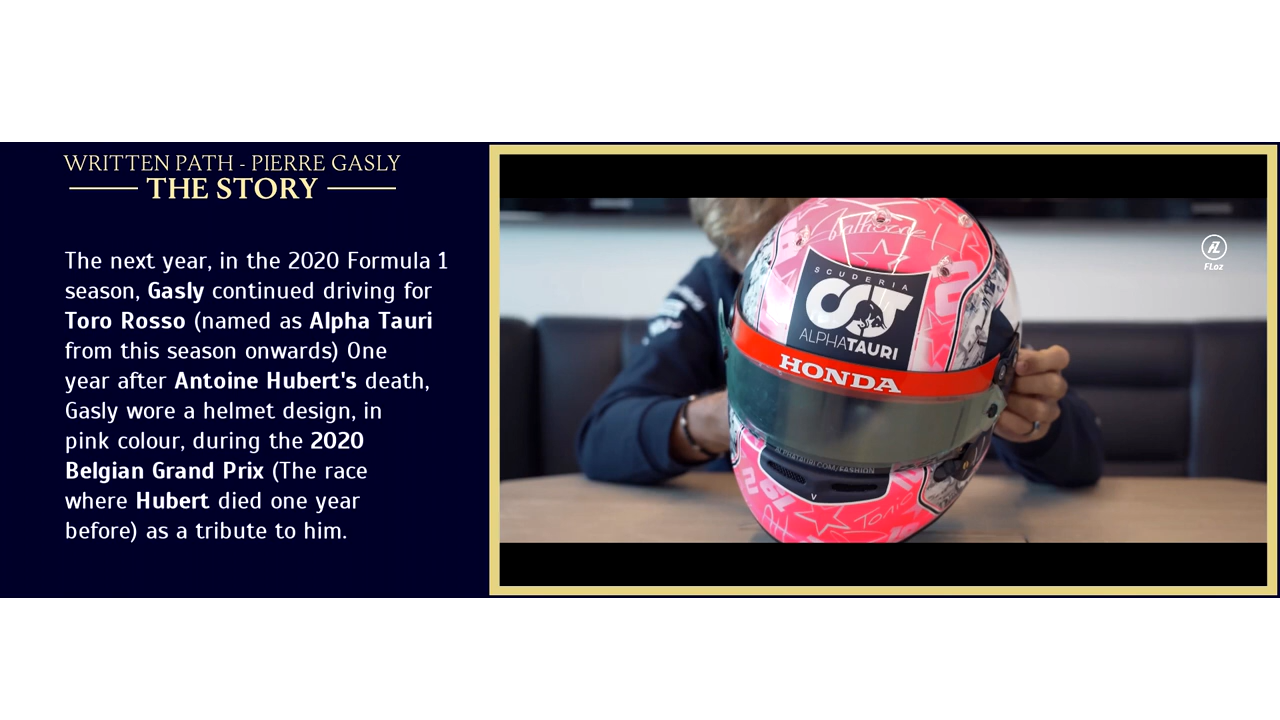 WRITTEN PATH - PIERRE GASLY
THE STORY
The next year, in the 2020 Formula 1
season, Gasly continued driving for
Toro Rosso (named as Alpha Tauri
from this season onwards) One
year after Antoine Hubert's death,
Gasly wore a helmet design, in
pink colour, during the 2020
Belgian Grand Prix (The race
where Hubert died one year
before) as a tribute to him.
SCUDERIA
ALPHATAURI
HONDA
ALPHATAURI.COM/FASHION
19
AH
Tonio
FLoz